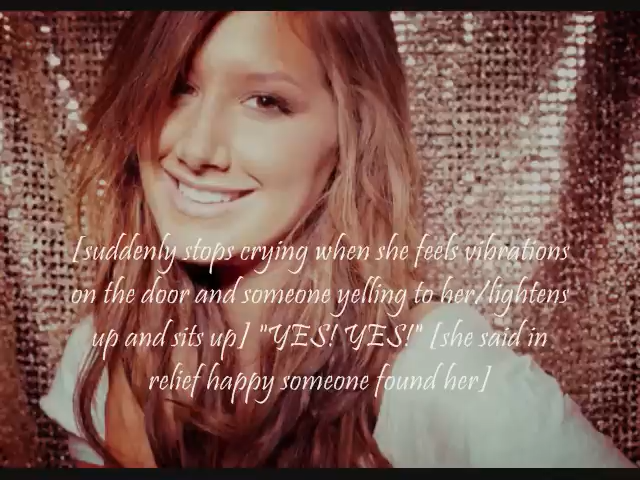 [suddenly stops crying when she feels vibrations
on the door and someone yelling to her/lightens
up and sits up] "YES! YES!" [she said in
relief happy someone found her]